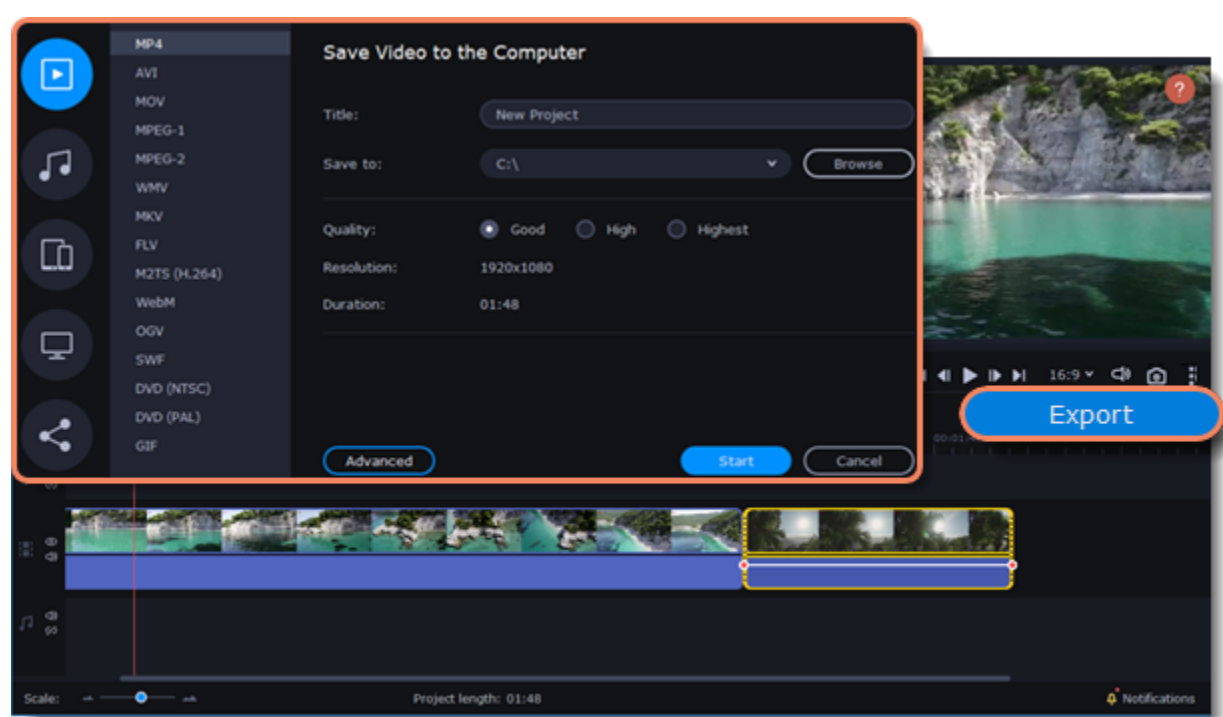 MP4
AVI
MOV
MPEG-1
MPEG-2
WMV
MKV
FLV
M2TS (H.264)
WebM
OGV
SWF
DVD (NTSC)
DVD (PAL)
GIF
Save Video to the Computer
Title: New Project
Save to: C:\ Browse
Quality: Good High Highest
Resolution: 1920x1080
Duration: 01:48
Advanced Start Cancel
?
16:9
Export
Scale: Project length: 01:48 Notifications